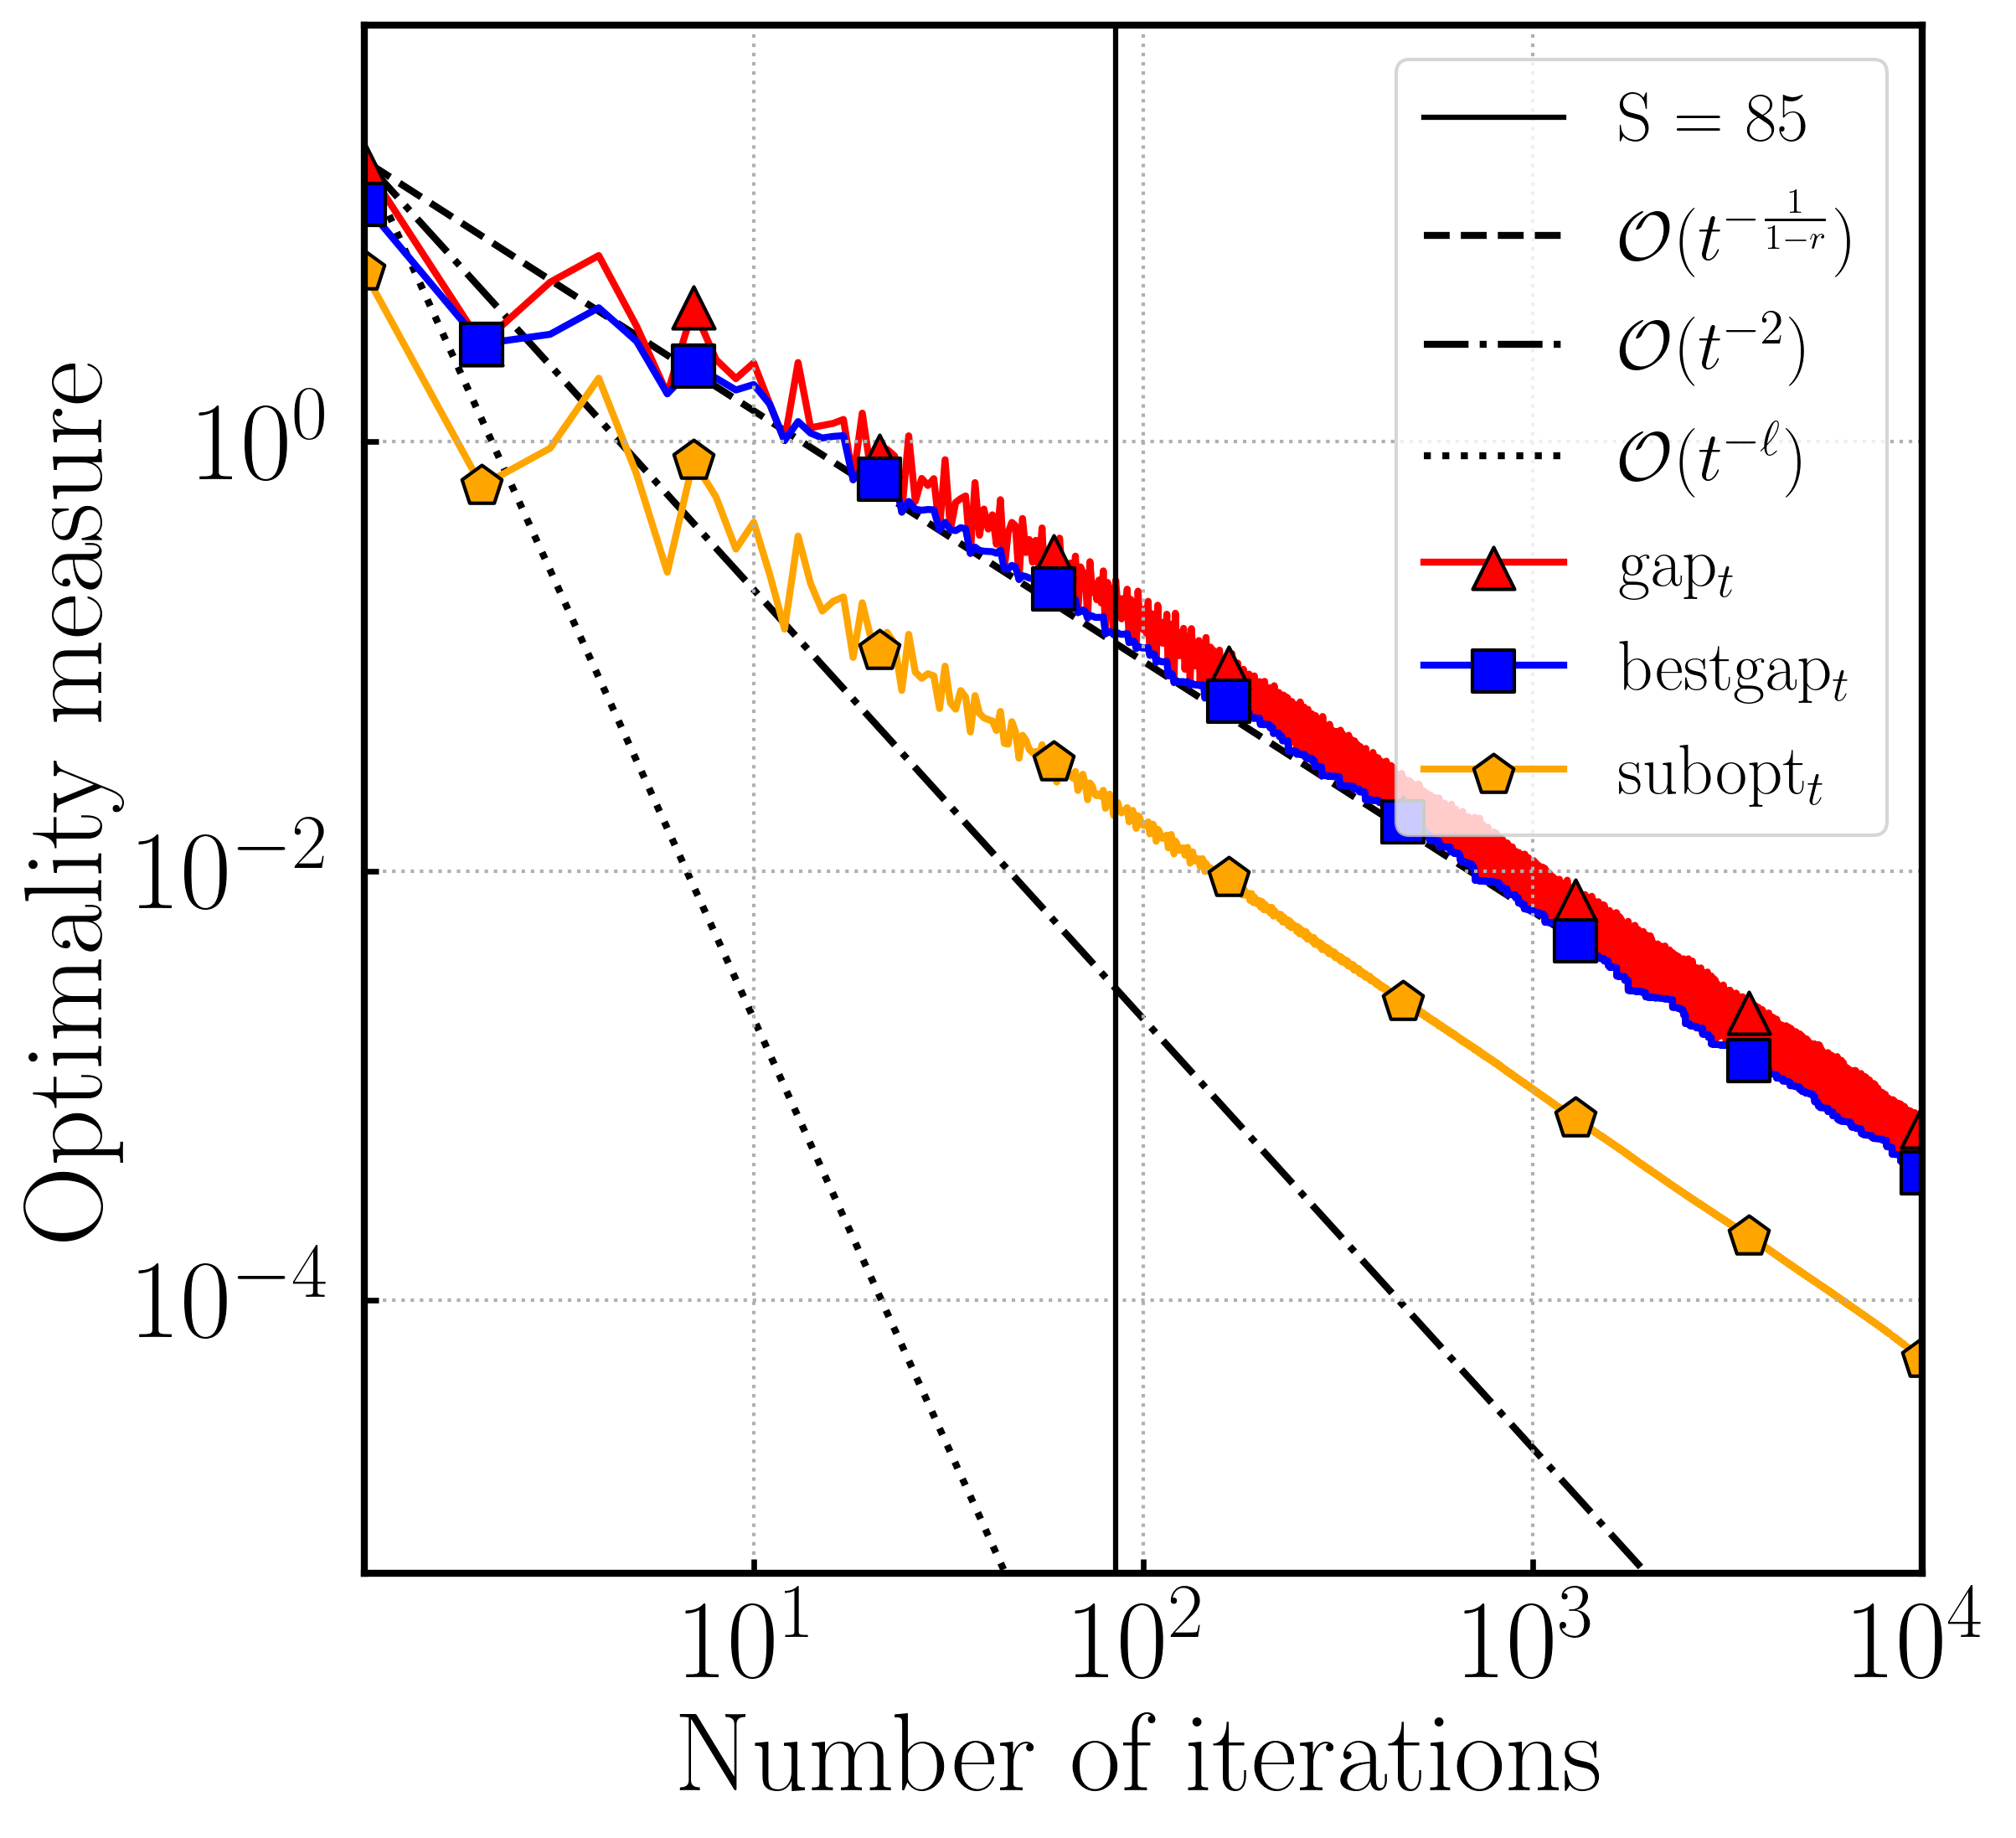 Optimality measure
10^0
10^{-2}
10^{-4}
S = 85
𝒪(t^{-\frac{1}{1-r}})
𝒪(t^{-2})
𝒪(t^{-ℓ})
gap_t
bestgap_t
subopt_t
10^1 10^2 10^3 10^4
Number of iterations